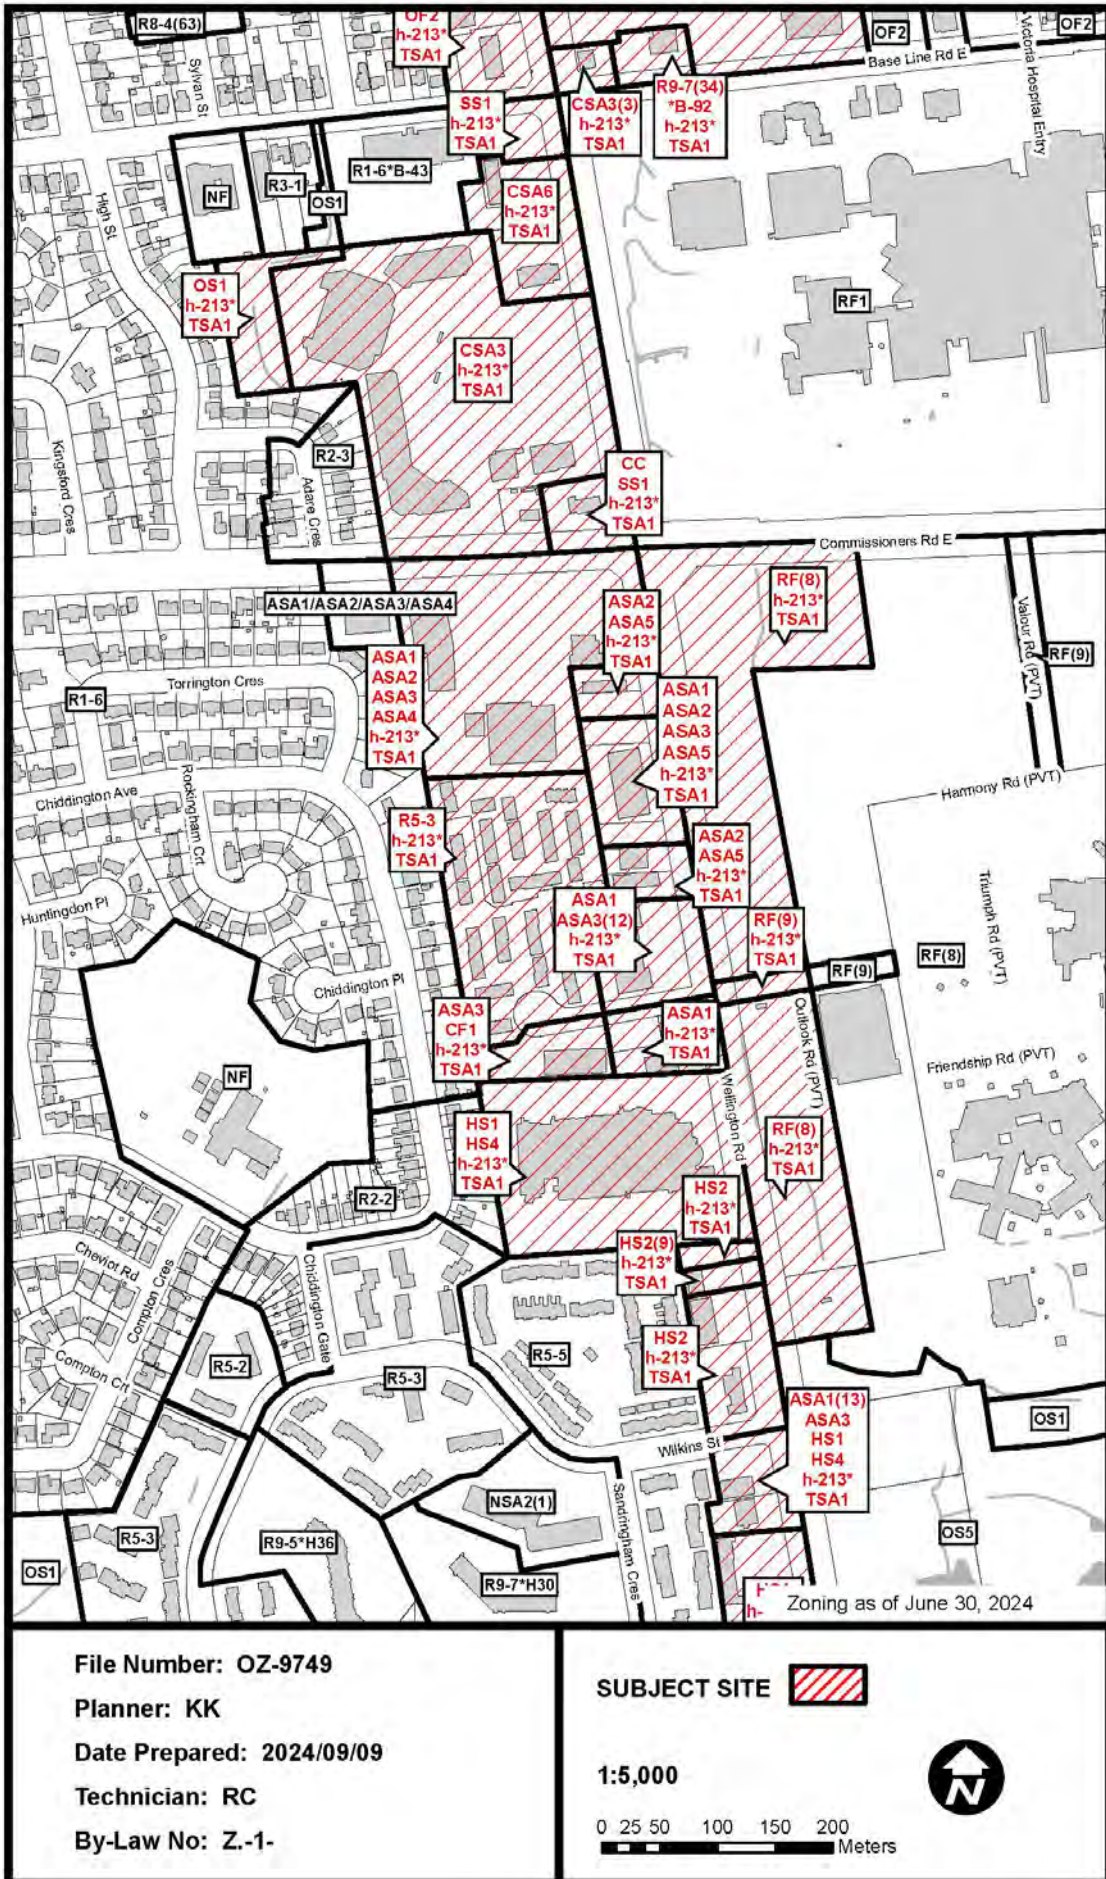 R8-4(63)
OF2
h-213*
TSA1
OF2
OF2
Sylvan St
Base Line Rd E
Victoria Hospital Entry
SS1
h-213*
TSA1
CSA3(3)
h-213*
TSA1
R9-7(34)
*B-92
h-213*
TSA1
NF
R3-1
OS1
R1-6*B-43
CSA6
h-213*
TSA1
High St
OS1
h-213*
TSA1
RF1
CSA3
h-213*
TSA1
Kingsford Cres
R2-3
Adare Cres
CC
SS1
h-213*
TSA1
Commissioners Rd E
ASA1/ASA2/ASA3/ASA4
ASA2
ASA5
h-213*
TSA1
RF(8)
h-213*
TSA1
Valour Rd (PVT)
RF(9)
ASA1
ASA2
ASA3
ASA4
h-213*
TSA1
R1-6
Torrington Cres
ASA1
ASA2
ASA3
ASA5
h-213*
TSA1
Chiddington Ave
Rockingham Crt
Harmony Rd (PVT)
R5-3
h-213*
TSA1
ASA2
ASA5
h-213*
TSA1
Huntingdon Pl
ASA1
ASA3(12)
h-213*
TSA1
RF(9)
h-213*
TSA1
Triumph Rd (PVT)
RF(9)
RF(8)
Chiddington Pl
ASA3
CF1
h-213*
TSA1
ASA1
h-213*
TSA1
Outlook Rd (PVT)
Friendship Rd (PVT)
NF
Wellington Rd
HS1
HS4
h-213*
TSA1
RF(8)
h-213*
TSA1
R2-2
HS2
h-213*
TSA1
Cheviot Rd
Compton Cres
Chiddington Gate
HS2(9)
h-213*
TSA1
Compton Crt
R5-2
R5-3
R5-5
HS2
h-213*
TSA1
ASA1(13)
ASA3
HS1
HS4
h-213*
TSA1
OS1
Wilkins St
NSA2(1)
Sandringham Cres
R5-3
R9-5*H36
OS5
OS1
R9-7*H30
h-
Zoning as of June 30, 2024
File Number: OZ-9749
Planner: KK
Date Prepared: 2024/09/09
Technician: RC
By-Law No: Z.-1-
SUBJECT SITE
1:5,000
N
0 25 50 100 150 200
Meters